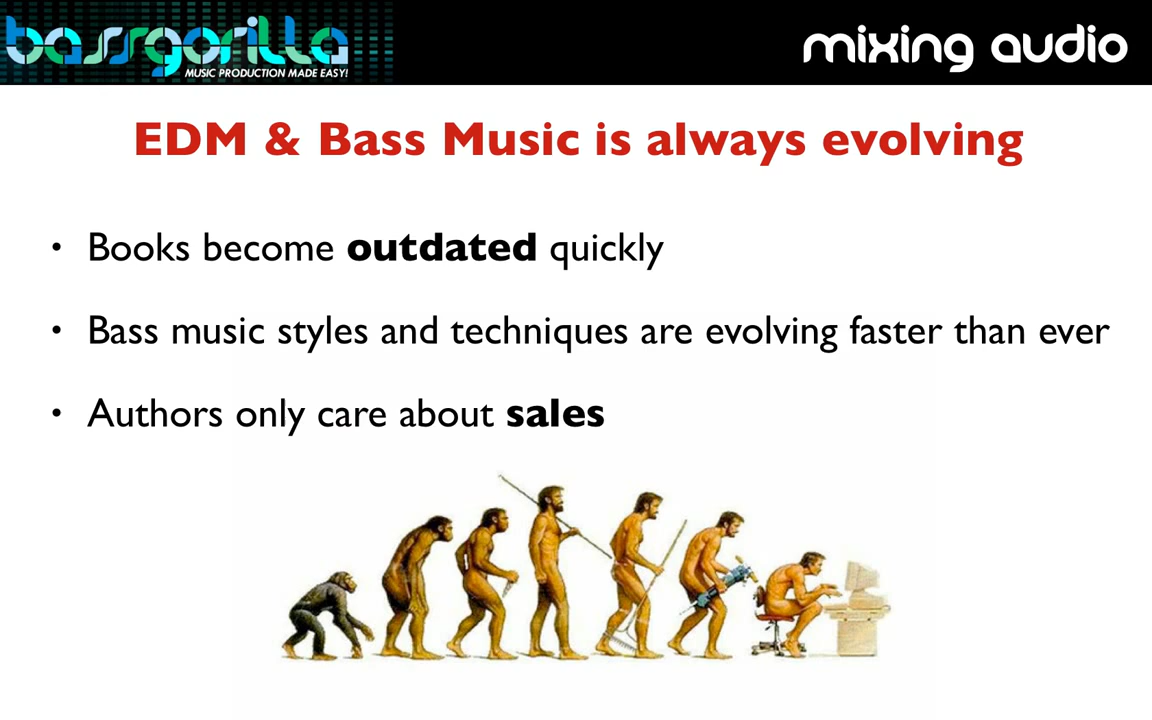 bassgorilla
MUSIC PRODUCTION MADE EASY!
mixing audio
EDM & Bass Music is always evolving
• Books become outdated quickly
• Bass music styles and techniques are evolving faster than ever
• Authors only care about sales